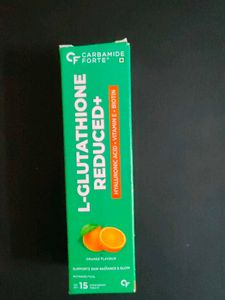 CARBAMIDE
FORTE®
L-GLUTATHIONE
REDUCED+
HYALURONIC ACID • VITAMIN E • BIOTIN
ORANGE FLAVOUR
SUPPORTS SKIN RADIANCE & GLOW
15